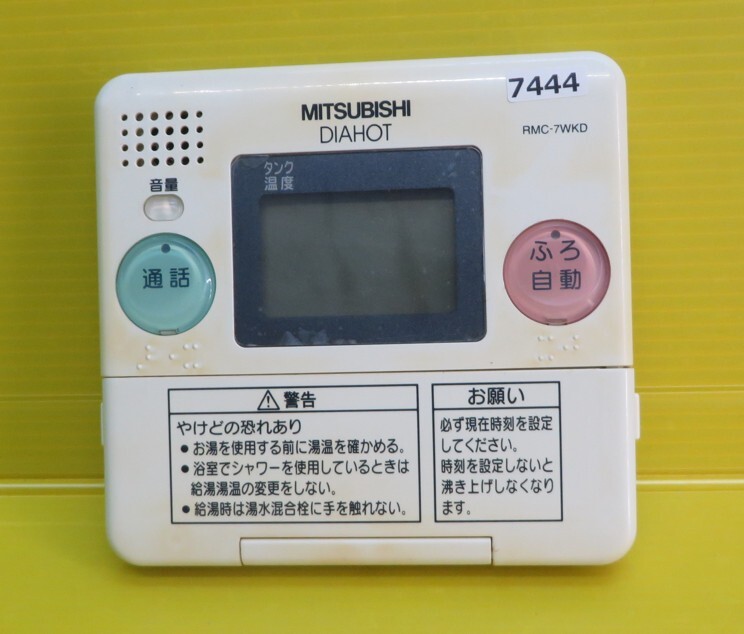 7444
MITSUBISHI
DIAHOT
RMC-7WKD
タンク
温度
音量
通話
ふろ
自動
警告
やけどの恐れあり
● お湯を使用する前に湯温を確かめる。
● 浴室でシャワーを使用しているときは
給湯湯温の変更をしない。
● 給湯時は湯水混合栓に手を触れない。
お願い
必ず現在時刻を設定
してください。
時刻を設定しないと
沸き上げしなくなり
ます。